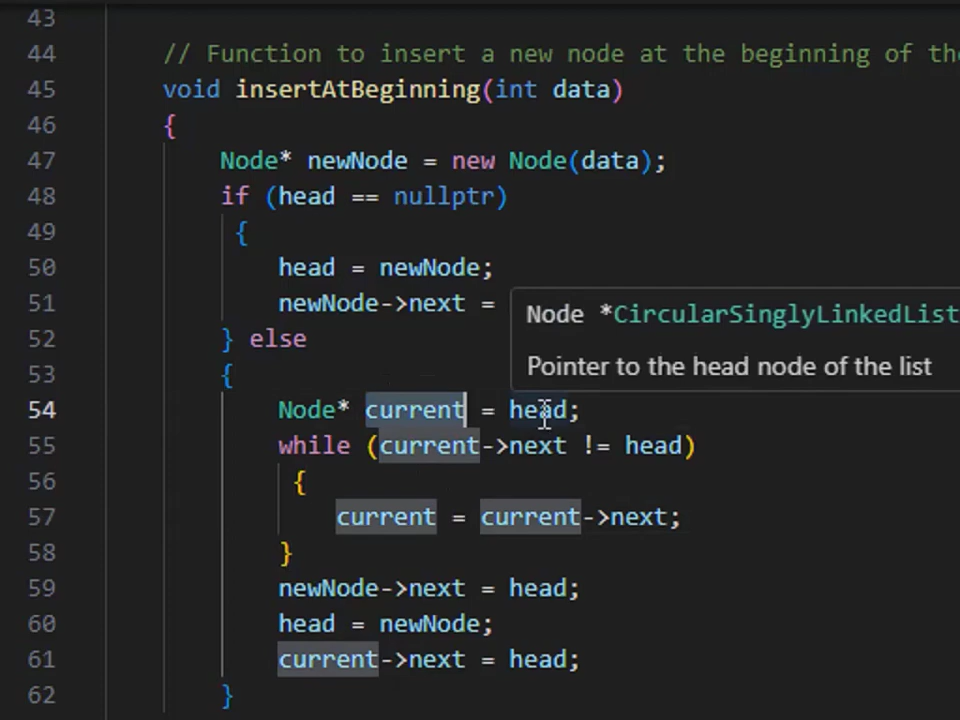 43
44 // Function to insert a new node at the beginning of the
45 void insertAtBeginning(int data)
46 {
47 Node* newNode = new Node(data);
48 if (head == nullptr)
49 {
50 head = newNode;
51 newNode->next =
Node *CircularSinglyLinkedList
52 } else
Pointer to the head node of the list
53 {
54 Node* current = head;
55 while (current->next != head)
56 {
57 current = current->next;
58 }
59 newNode->next = head;
60 head = newNode;
61 current->next = head;
62 }